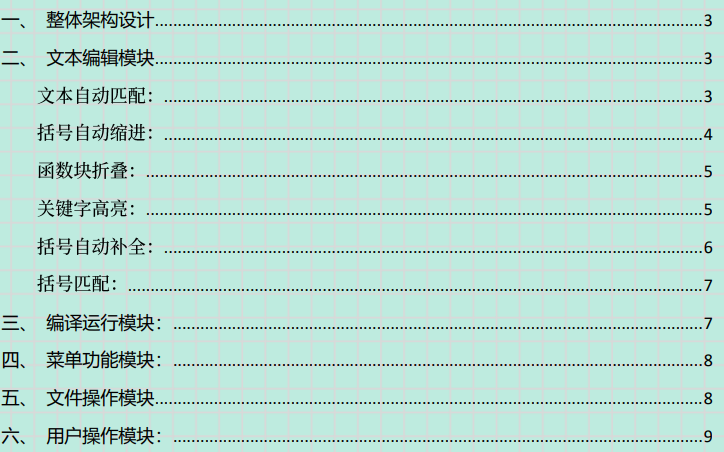 一、 整体架构设计........................................3
二、 文本编辑模块........................................3
文本自动匹配：........................................3
括号自动缩进：........................................4
函数块折叠：........................................5
关键字高亮：........................................5
括号自动补全：........................................6
括号匹配：........................................7
三、 编译运行模块：........................................7
四、 菜单功能模块：........................................8
五、 文件操作模块........................................8
六、 用户操作模块：........................................9